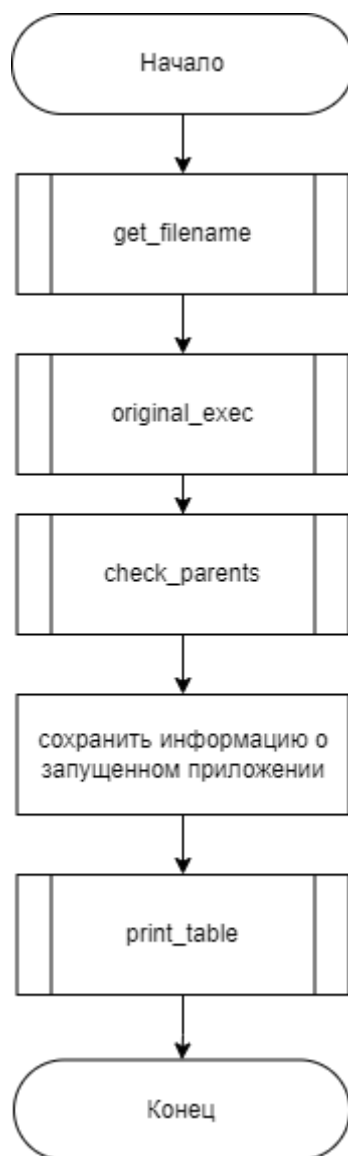 Начало
get_filename
original_exec
check_parents
сохранить информацию о
запущенном приложении
print_table
Конец